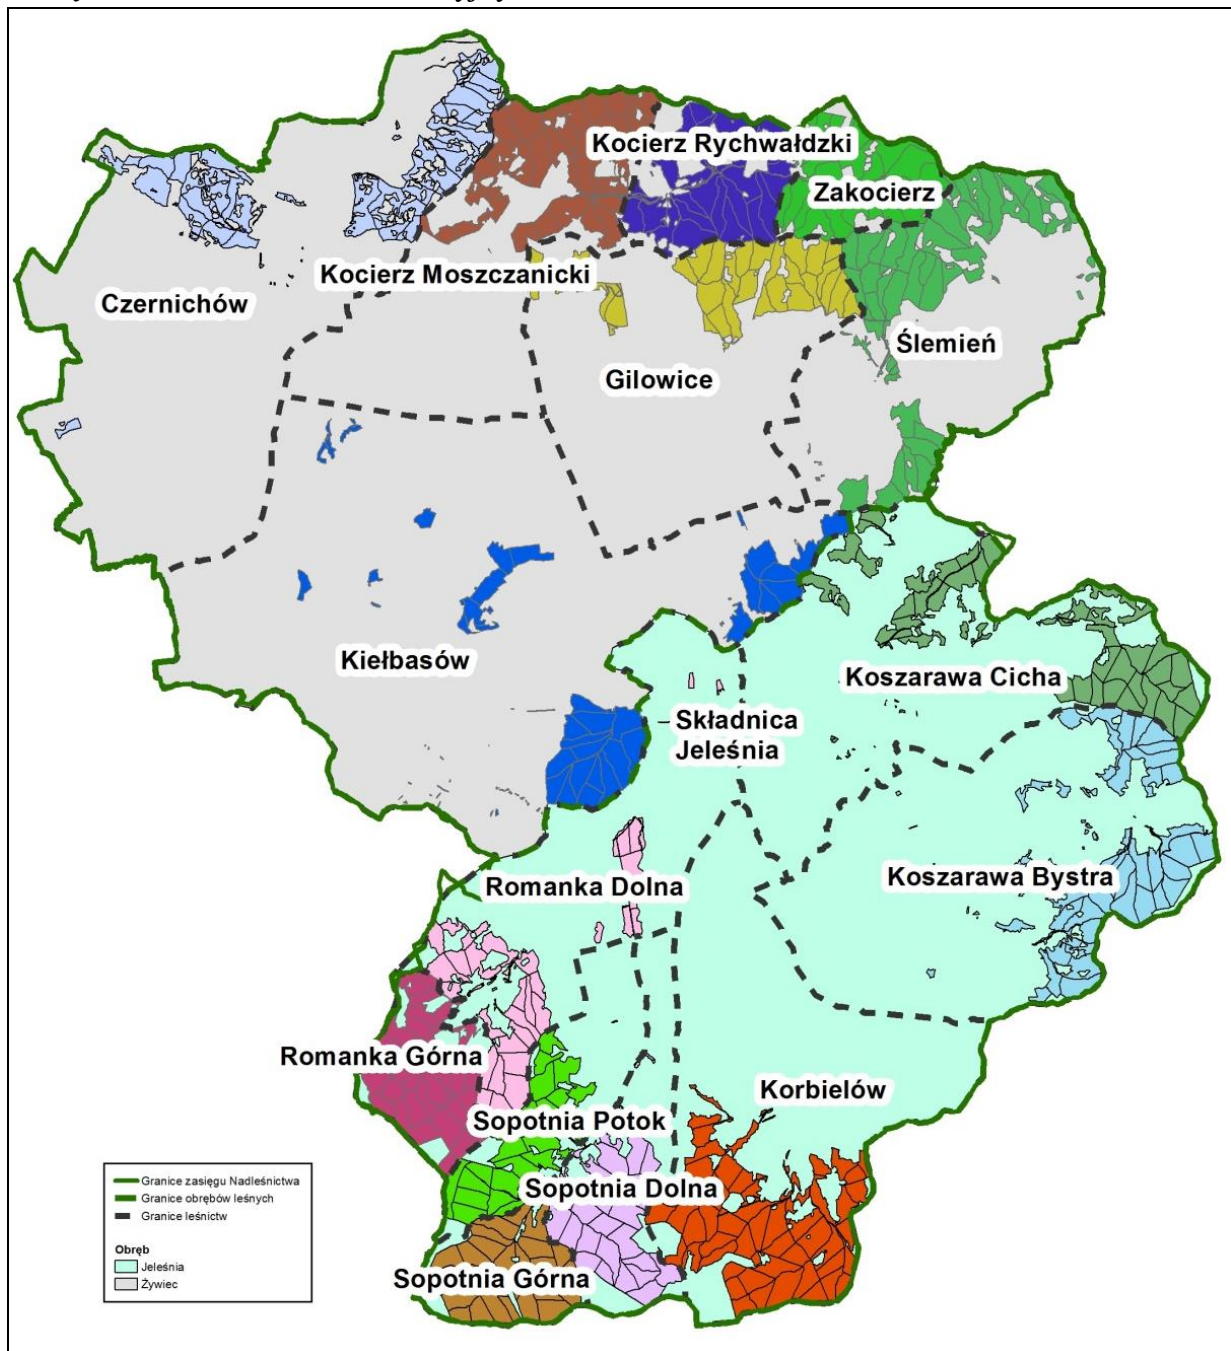 Kocierz Rychwałdzki
Zakocierz
Kocierz Moszczanicki
Czernichów
Ślemień
Gilowice
Kiełbasów
Koszarawa Cicha
Składnica
Jeleśnia
Koszarawa Bystra
Romanka Dolna
Romanka Górna
Korbielów
Sopotnia Potok
Sopotnia Dolna
Sopotnia Górna
Granice zasięgu Nadleśnictwa
Granice obrębów leśnych
Granice leśnictw
Obręb
Jeleśnia
Żywiec